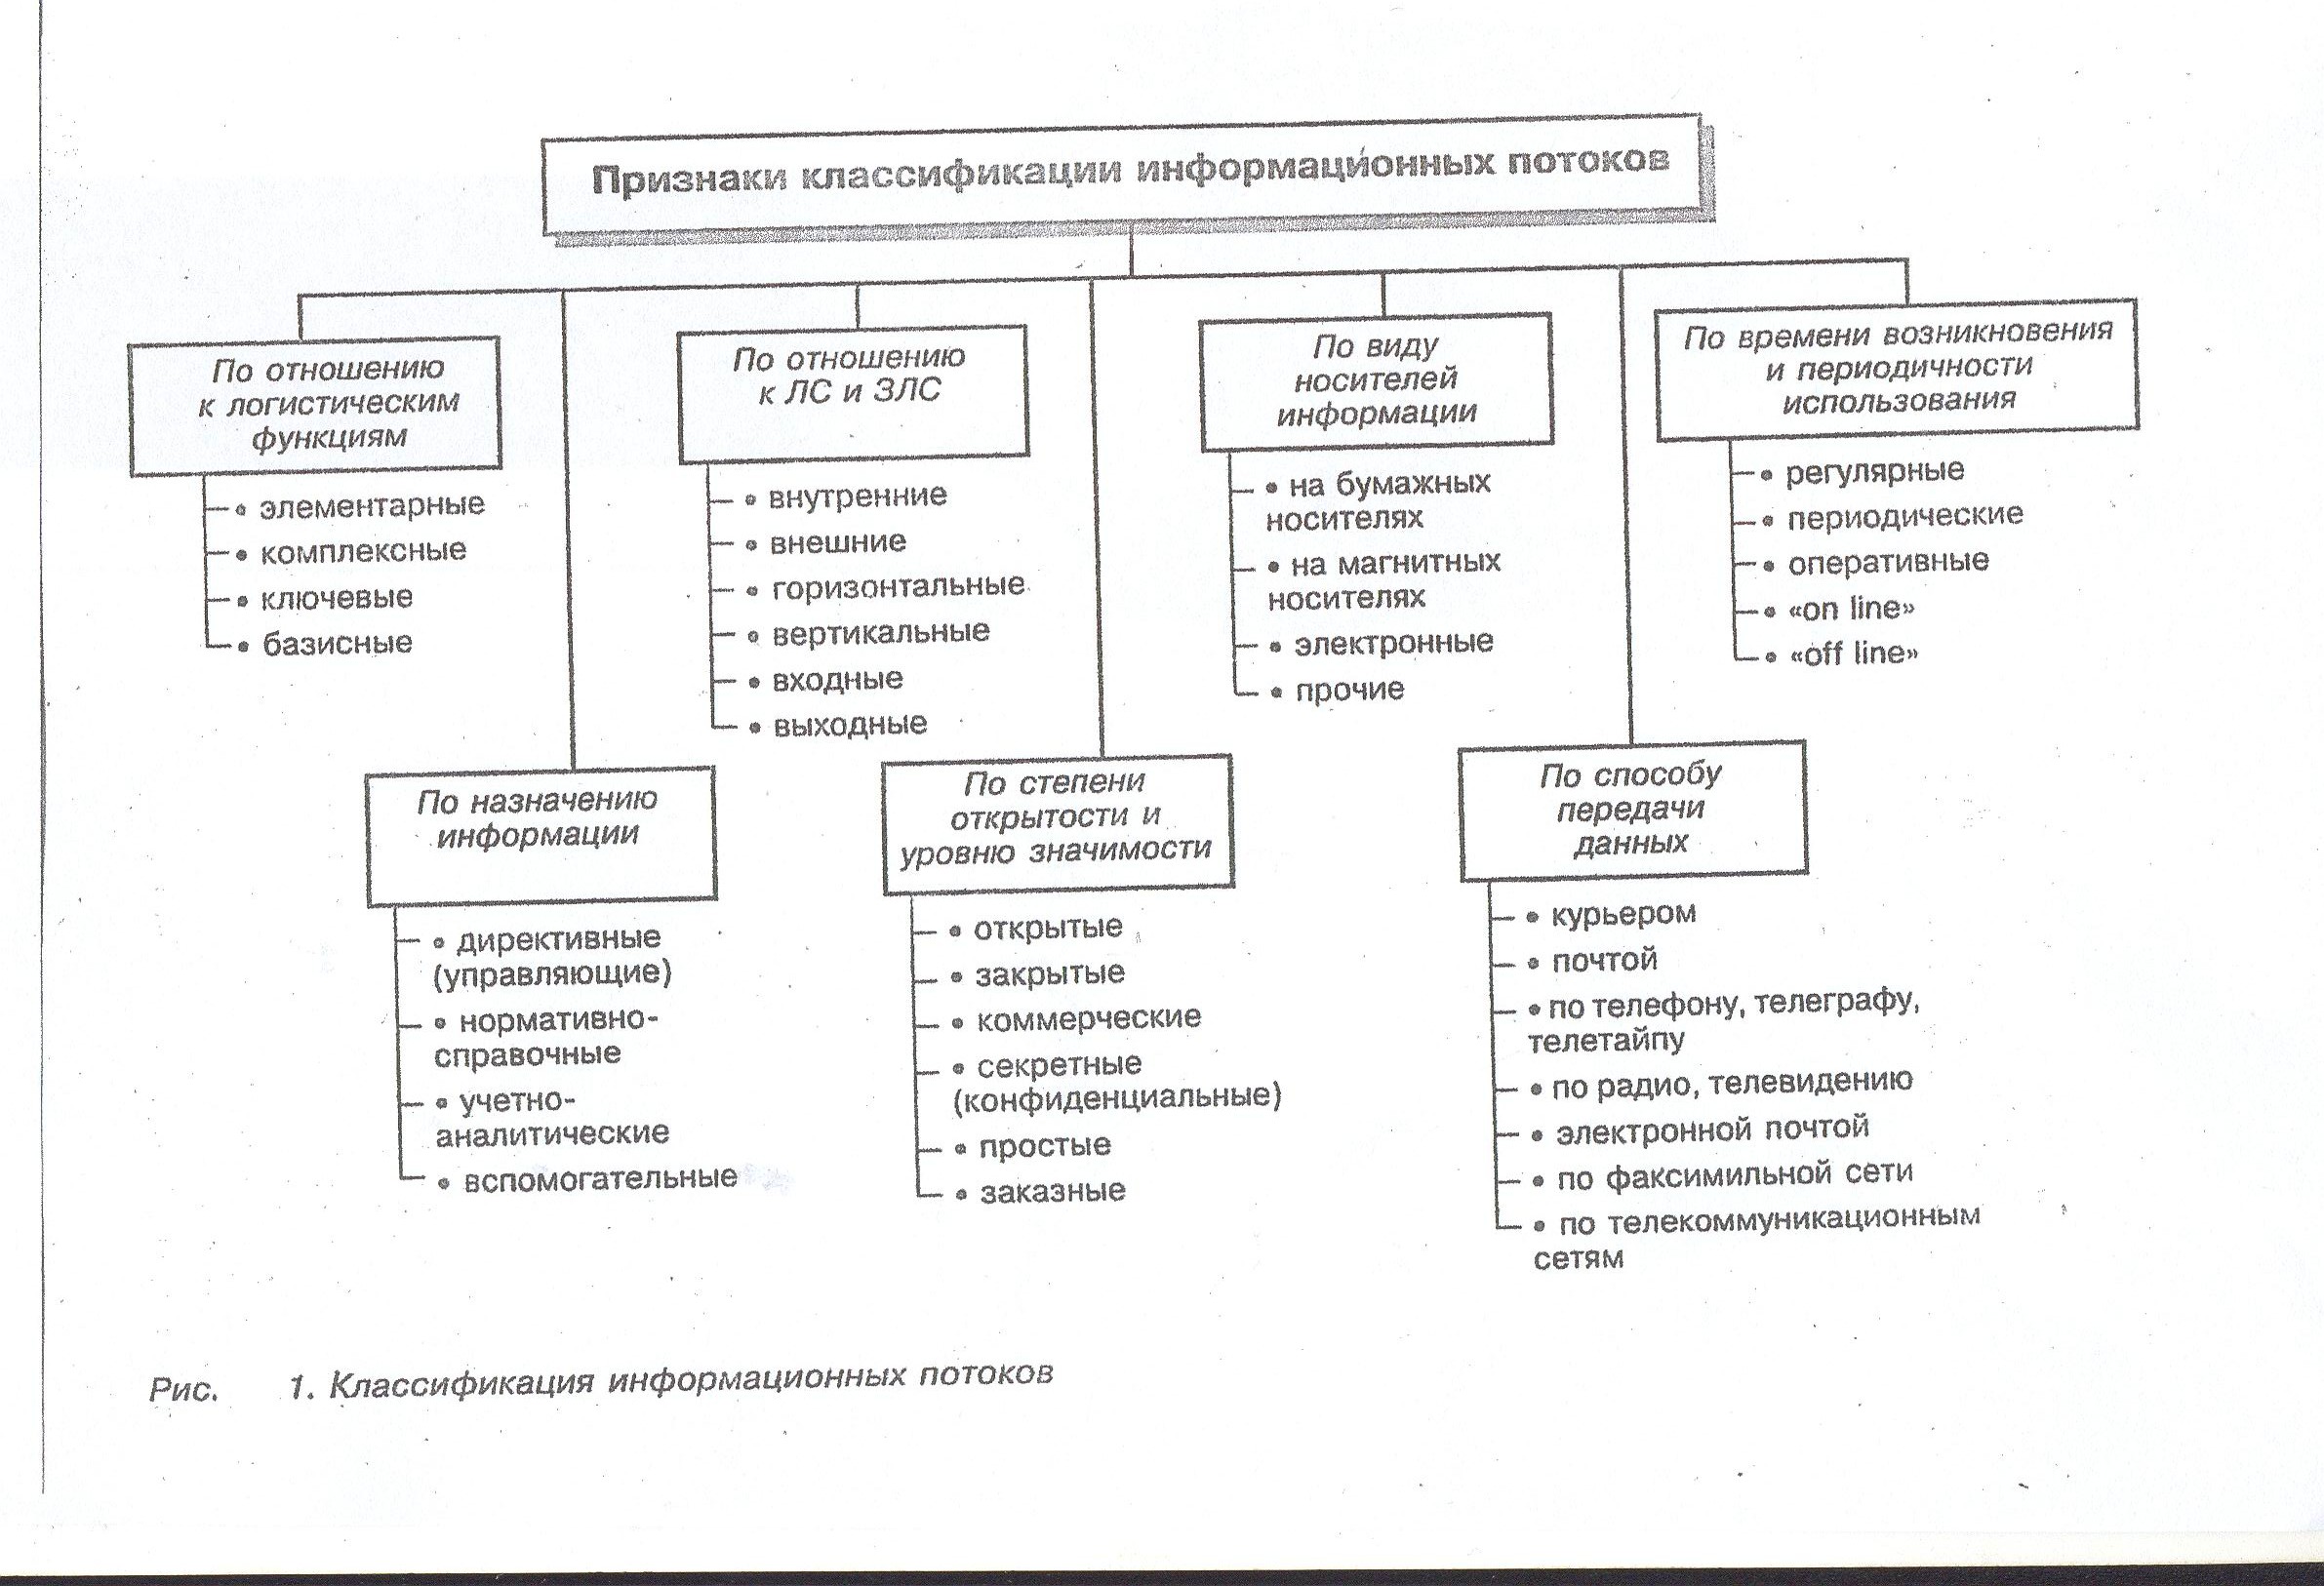 Признаки классификации информационных потоков
По отношению
к логистическим
функциям
• элементарные
• комплексные
• ключевые
• базисные
По отношению
к ЛС и ЗЛС
• внутренние
• внешние
• горизонтальные
• вертикальные
• входные
• выходные
По виду
носителей
информации
• на бумажных
носителях
• на магнитных
носителях
• электронные
• прочие
По времени возникновения
и периодичности
использования
• регулярные
• периодические
• оперативные
• «on line»
• «off line»
По назначению
информации
• директивные
(управляющие)
• нормативно-
справочные
• учетно-
аналитические
• вспомогательные
По степени
открытости и
уровню значимости
• открытые
• закрытые
• коммерческие
• секретные
(конфиденциальные)
• простые
• заказные
По способу
передачи
данных
• курьером
• почтой
• по телефону, телеграфу,
телетайпу
• по радио, телевидению
• электронной почтой
• по факсимильной сети
• по телекоммуникационным
сетям
Рис. 1. Классификация информационных потоков